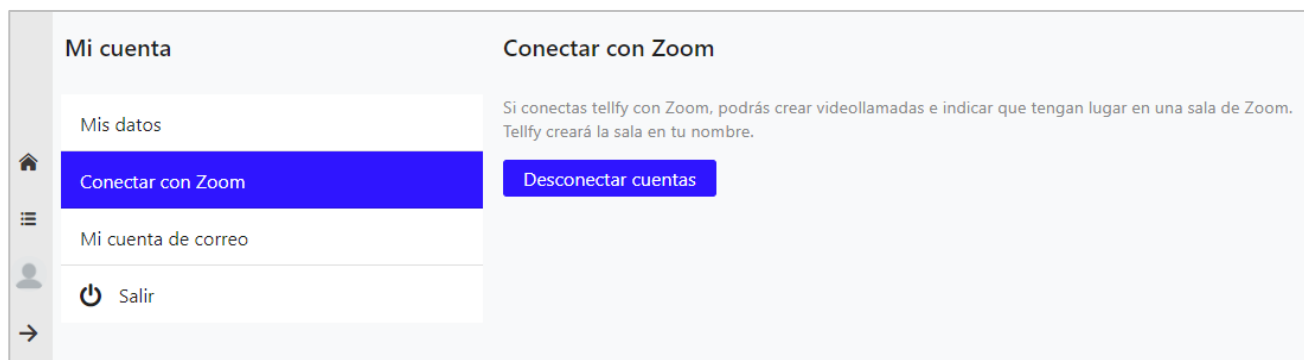 Mi cuenta
Mis datos
Conectar con Zoom
Mi cuenta de correo
Salir
Conectar con Zoom
Si conectas tellfy con Zoom, podrás crear videollamadas e indicar que tengan lugar en una sala de Zoom.
Tellfy creará la sala en tu nombre.
Desconectar cuentas